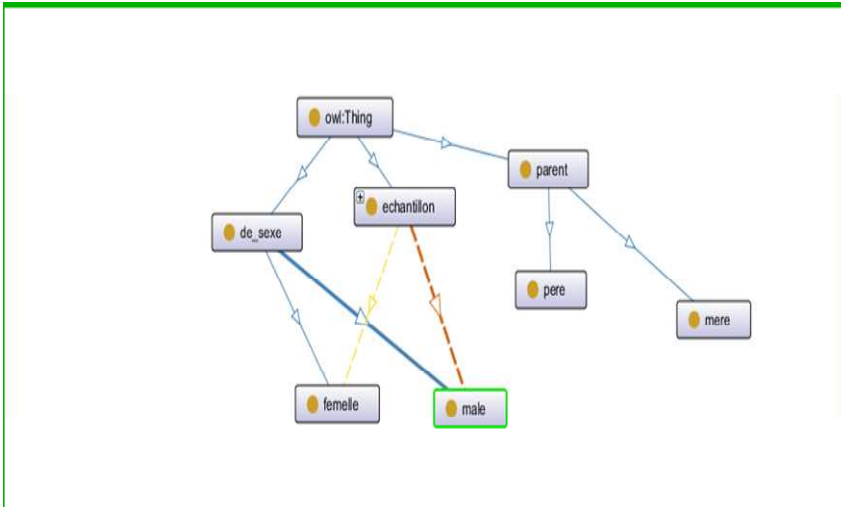 owl:Thing
parent
echantillon
de_sexe
pere
mere
femelle
male